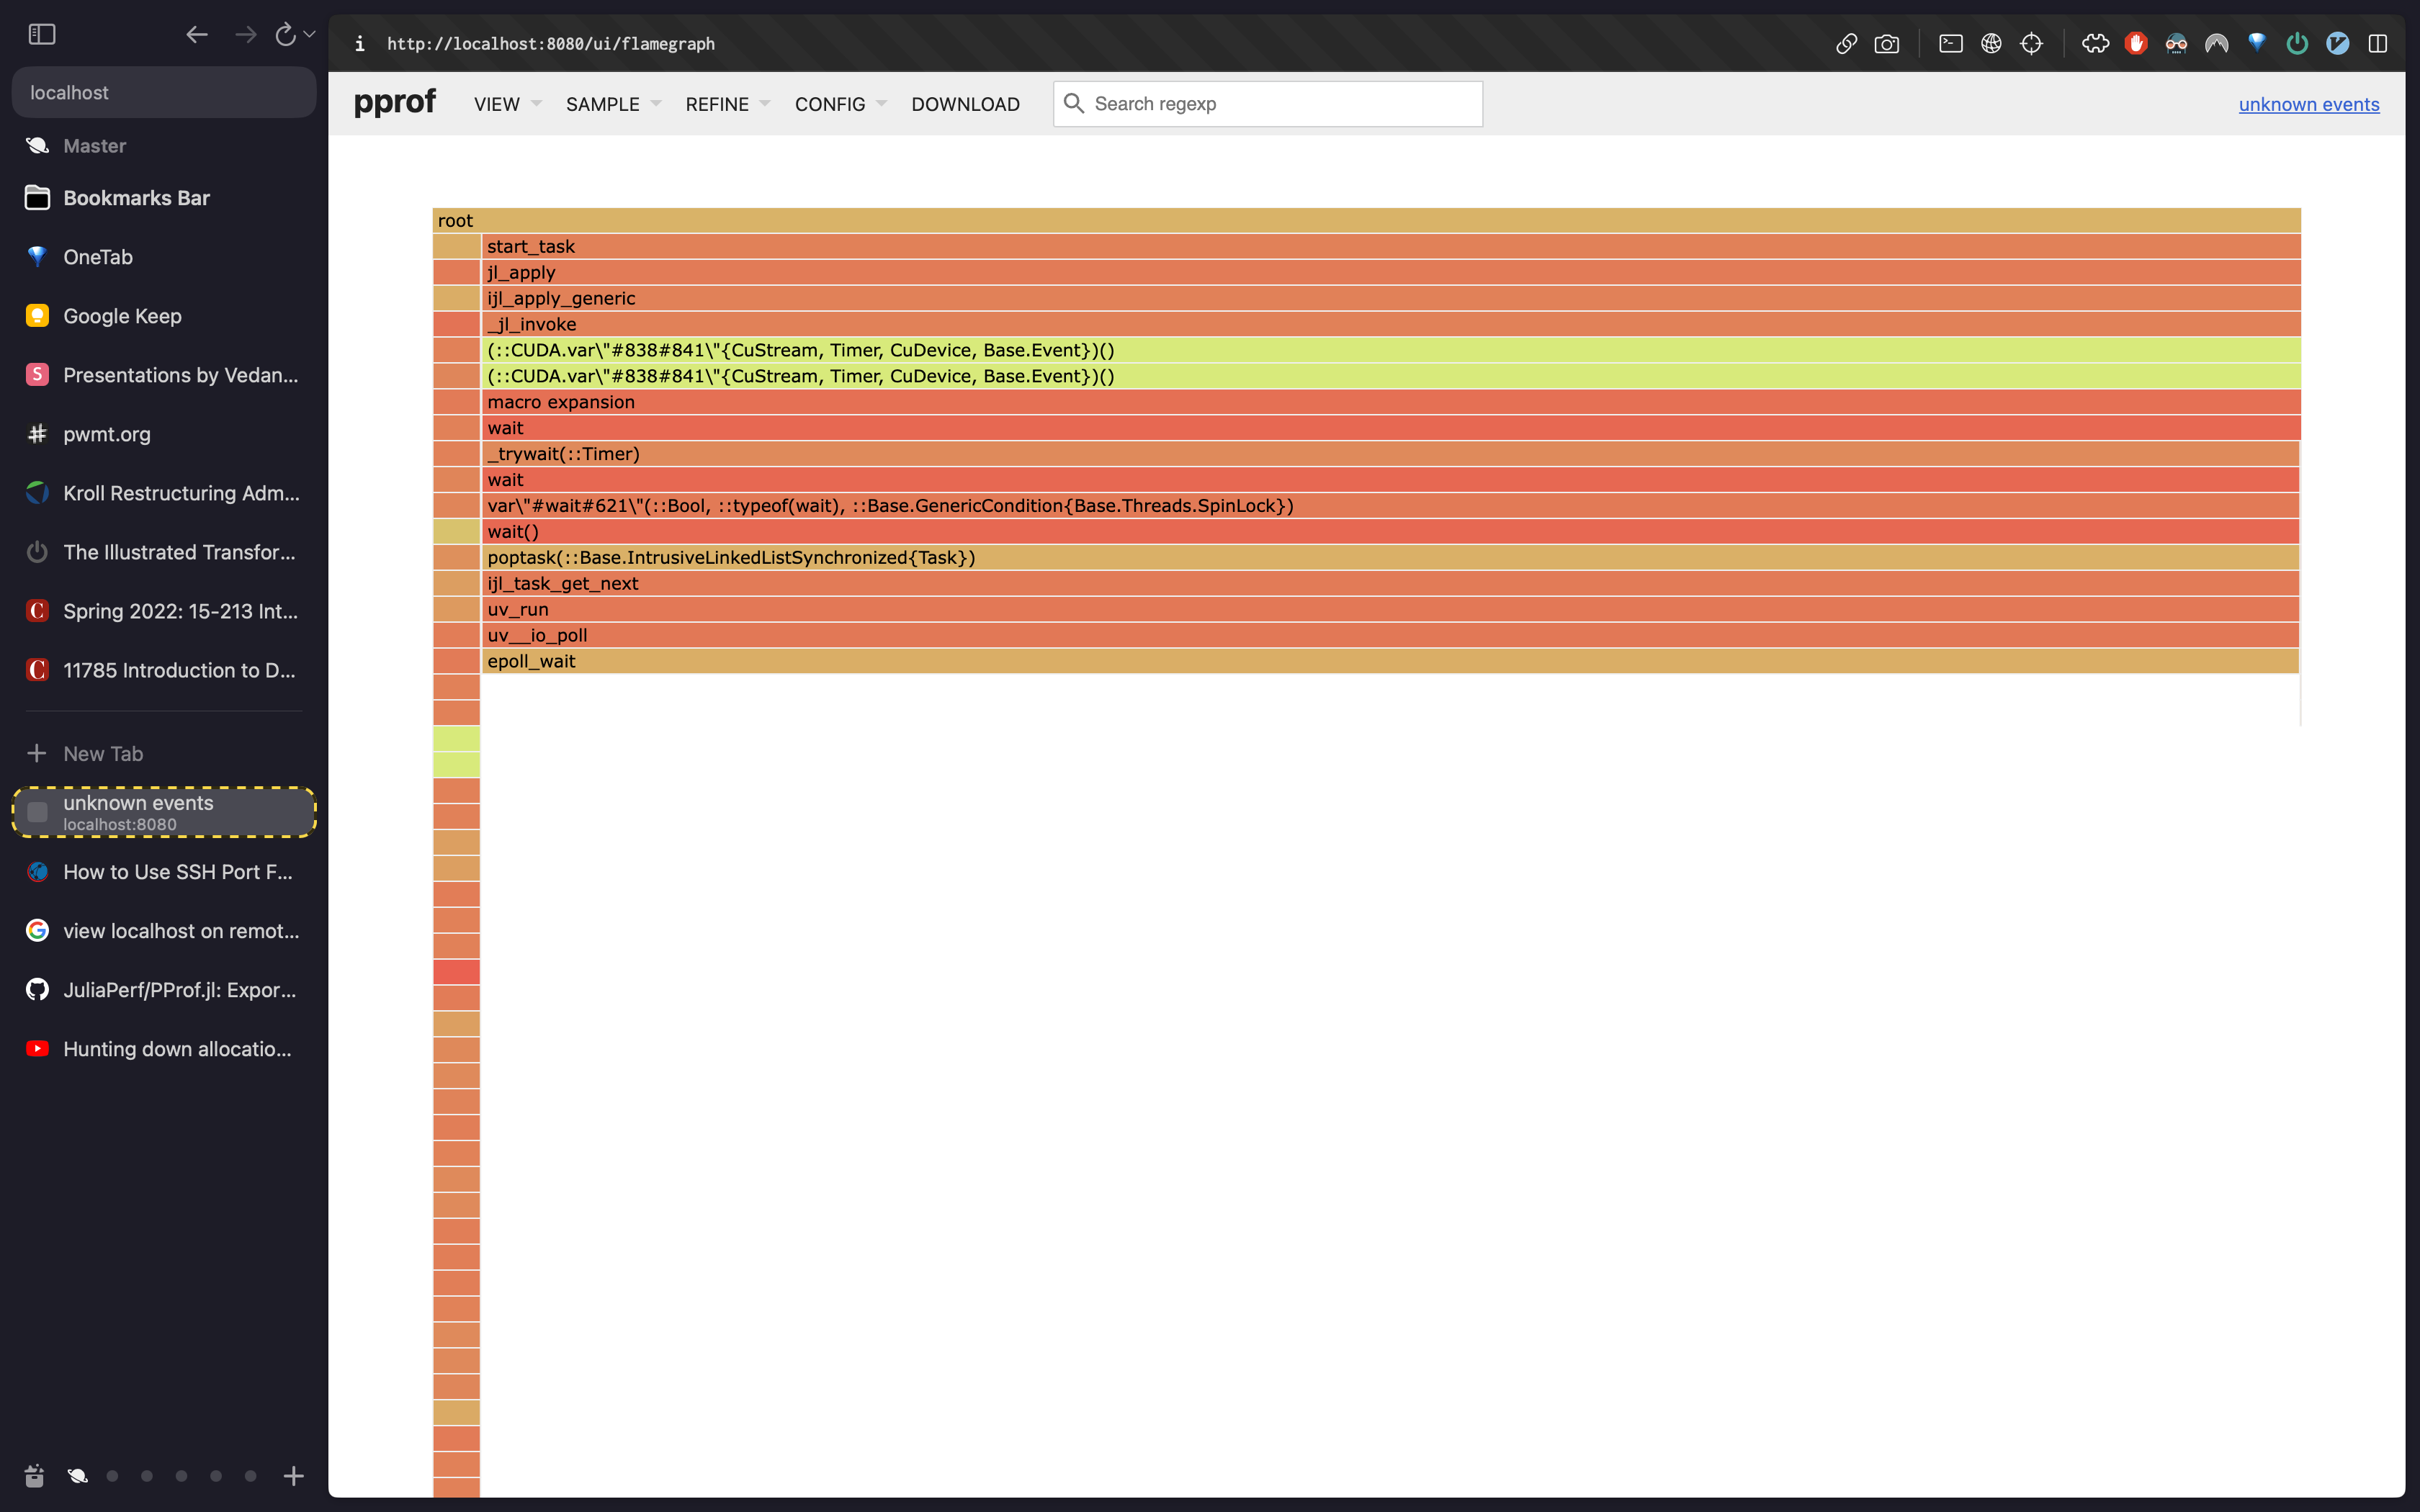 i http://localhost:8080/ui/flamegraph
localhost
Master
Bookmarks Bar
OneTab
Google Keep
S Presentations by Vedan...
# pwmt.org
Kroll Restructuring Adm...
The Illustrated Transfor...
C Spring 2022: 15-213 Int...
C 11785 Introduction to D...
New Tab
unknown events
localhost:8080
How to Use SSH Port F...
G view localhost on remot...
JuliaPerf/PProf.jl: Expor...
Hunting down allocatio...
pprof VIEW SAMPLE REFINE CONFIG DOWNLOAD Search regexp unknown events
root
start_task
jl_apply
ijl_apply_generic
_jl_invoke
(::CUDA.var\"#838#841\"{CuStream, Timer, CuDevice, Base.Event})()
(::CUDA.var\"#838#841\"{CuStream, Timer, CuDevice, Base.Event})()
macro expansion
wait
_trywait(::Timer)
wait
var\"#wait#621\"(::Bool, ::typeof(wait), ::Base.GenericCondition{Base.Threads.SpinLock})
wait()
poptask(::Base.IntrusiveLinkedListSynchronized{Task})
ijl_task_get_next
uv_run
uv__io_poll
epoll_wait